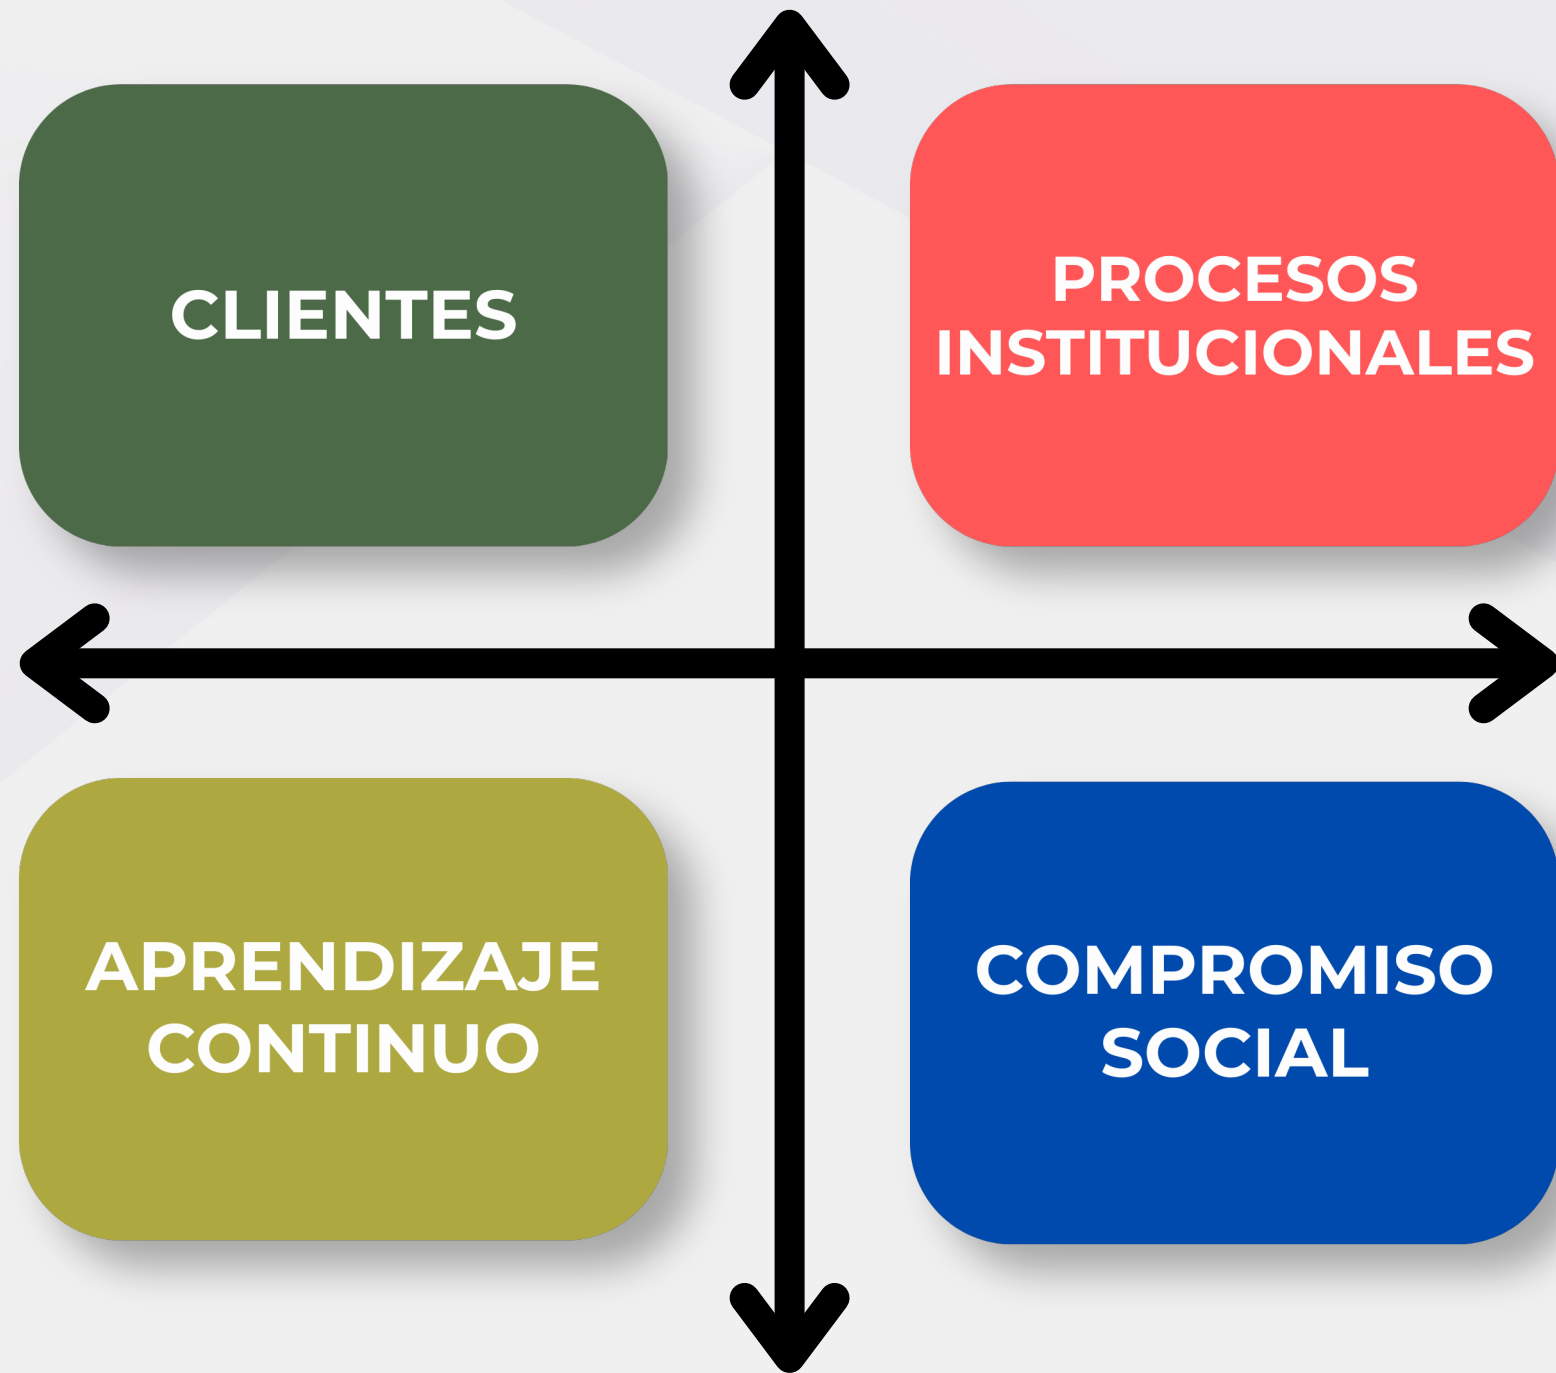 CLIENTES
PROCESOS
INSTITUCIONALES
APRENDIZAJE
CONTINUO
COMPROMISO
SOCIAL